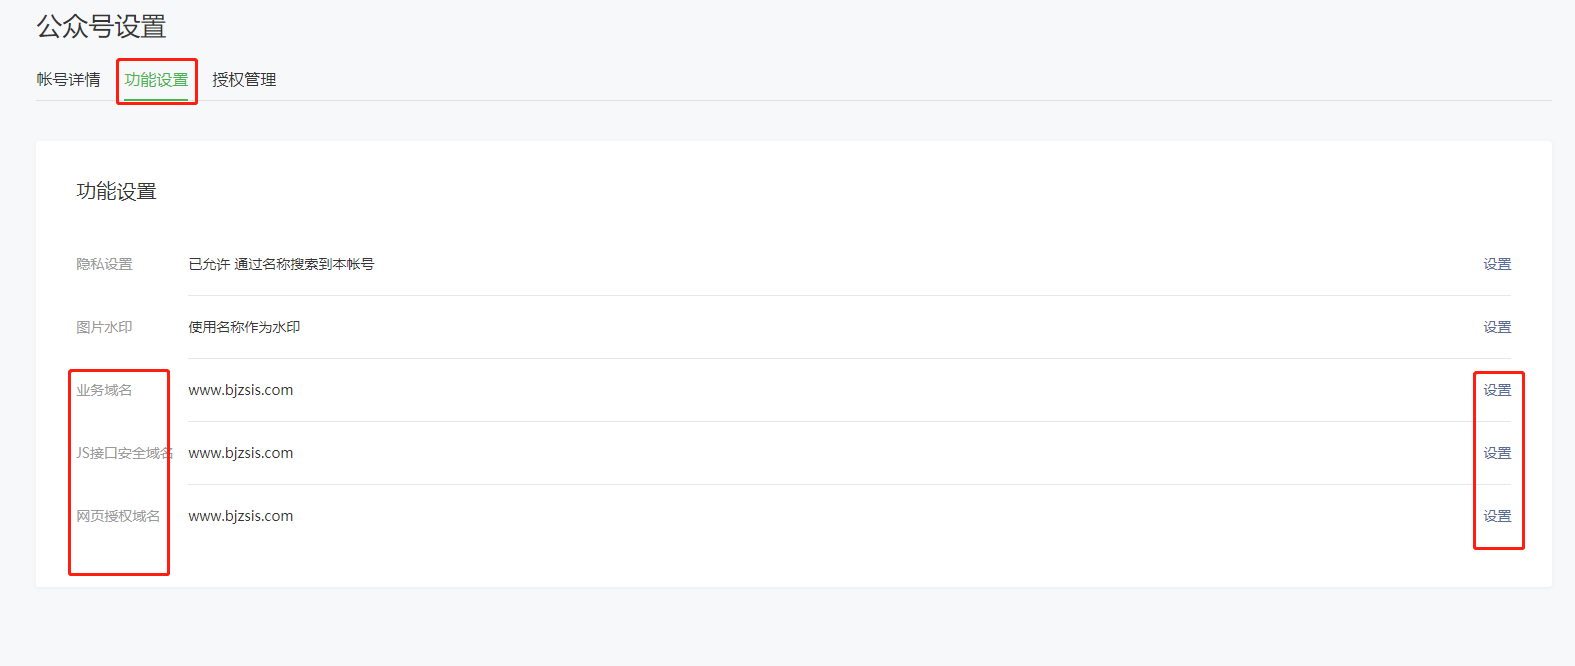 公众号设置
帐号详情 功能设置 授权管理
功能设置
隐私设置 已允许 通过名称搜索到本帐号 设置
图片水印 使用名称作为水印 设置
业务域名 www.bjzsis.com 设置
JS接口安全域名 www.bjzsis.com 设置
网页授权域名 www.bjzsis.com 设置